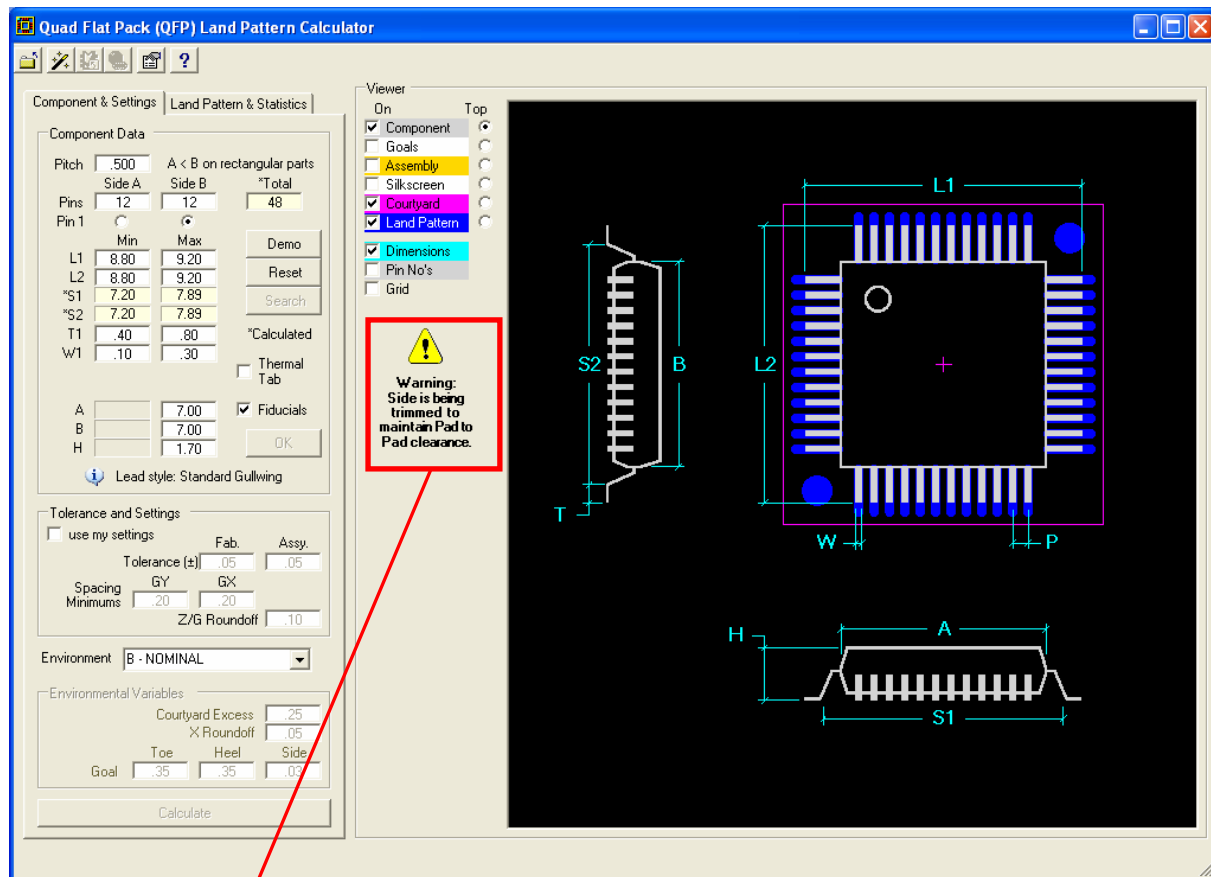 Quad Flat Pack (QFP) Land Pattern Calculator
?
Component & Settings
Land Pattern & Statistics
Component Data
Pitch .500 A < B on rectangular parts
Side A Side B *Total
Pins 12 12 48
Pin 1
Min Max
L1 8.80 9.20
L2 8.80 9.20
*S1 7.20 7.89
*S2 7.20 7.89
T1 .40 .80
W1 .10 .30
Demo
Reset
Search
*Calculated
Thermal
Tab
A 7.00
B 7.00
H 1.70
Fiducials
OK
Lead style: Standard Gullwing
Tolerance and Settings
use my settings
Fab. Assy.
Tolerance (±) .05 .05
GY GX
Spacing
Minimums .20 .20
Z/G Roundoff .10
Environment B - NOMINAL
Environmental Variables
Courtyard Excess .25
X Roundoff .05
Toe Heel Side
Goal .35 .35 .03
Calculate
Viewer
On Top
Component
Goals
Assembly
Silkscreen
Courtyard
Land Pattern
Dimensions
Pin No's
Grid
!
Warning:
Side is being
trimmed to
maintain Pad to
Pad clearance.
L1
S2
B
L2
T
W
P
H
A
S1